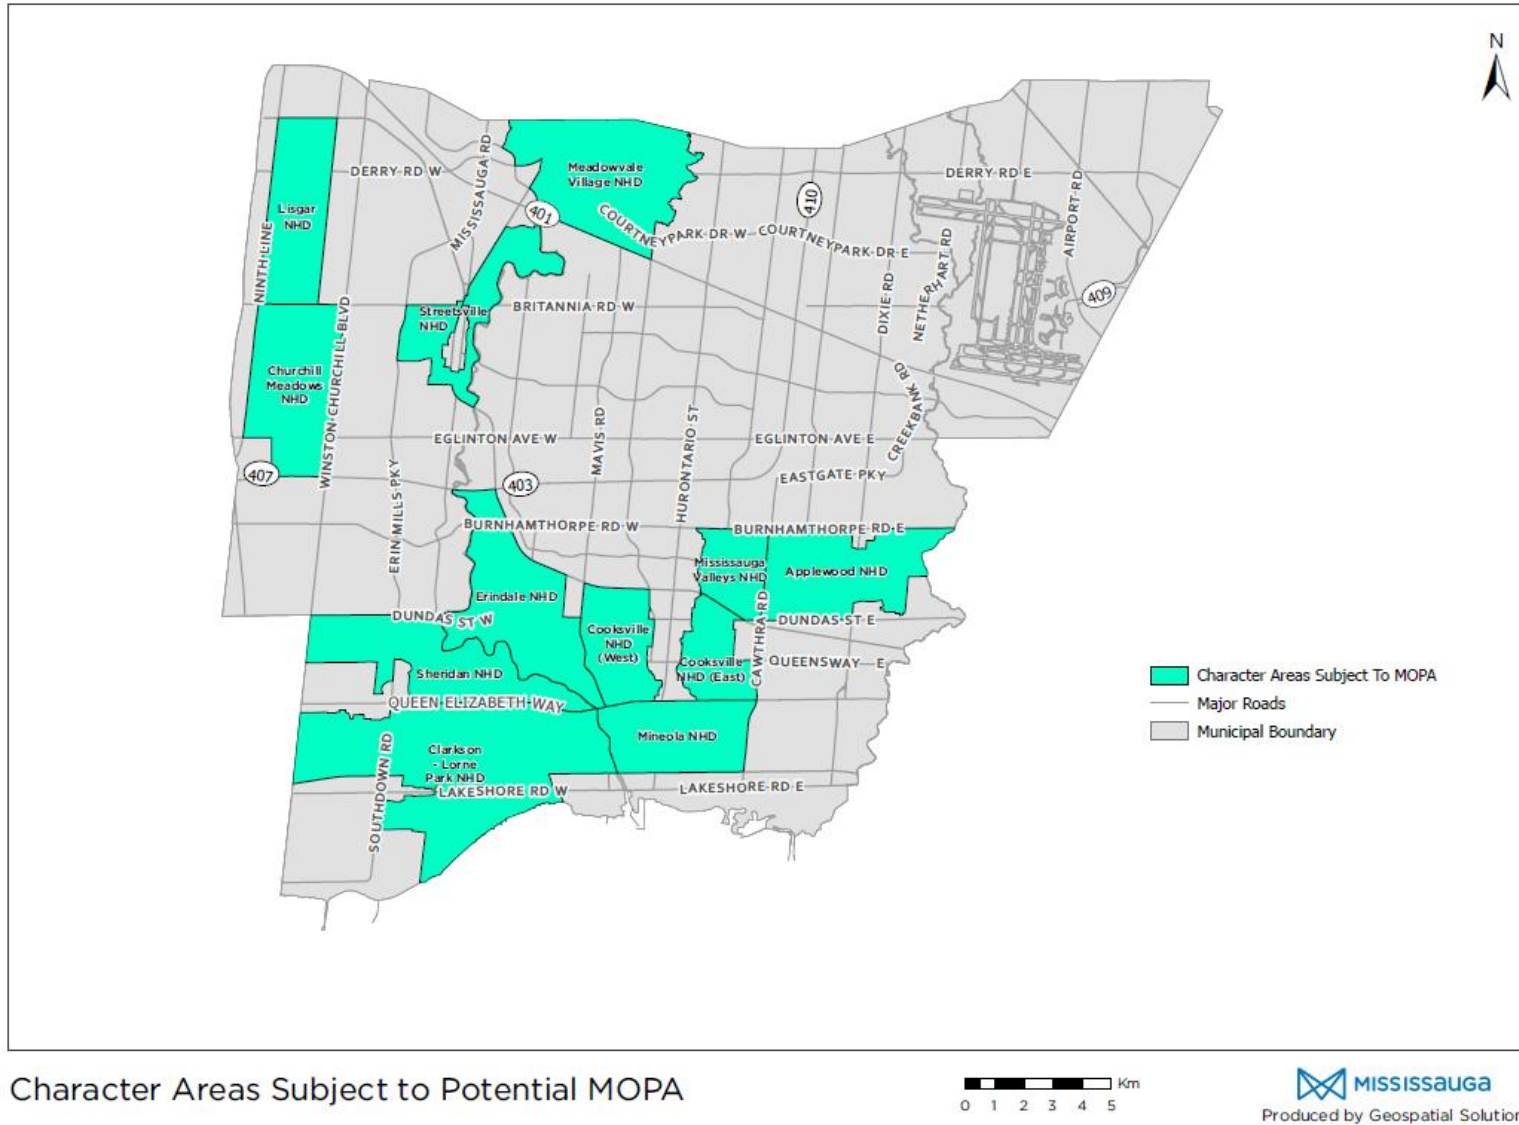 N
Meadowvale
Village NHD
DERRY RD W
MISSISSAUGA RD
DERRY RD E
410
AIRPORT RD
Lisgar
NHD
401
COURTNEYPARK DR W
COURTNEYPARK DR E
NINTH LINE
NETHERHART RD
DIXIE RD
409
Streetsville
NHD
BRITANNIA RD W
WINSTON CHURCHILL BLVD
Churchill
Meadows
NHD
CREEKBANK RD
MAVIS RD
HURONTARIO ST
EGLINTON AVE W
EGLINTON AVE E
407
403
EASTGATE PKY
ERIN MILLS PKY
BURNHAMTHORPE RD W
BURNHAMTHORPE RD E
Mississauga
Valleys NHD
Applewood NHD
Erindale NHD
CAWTHRA RD
DUNDAS ST W
DUNDAS ST E
Cooksville
NHD
(West)
Cooksville
NHD (East)
QUEENSWAY E
Sheridan NHD
QUEEN ELIZABETH WAY
Mineola NHD
SOUTHDOWN RD
Clarkson
- Lorne
Park NHD
LAKESHORE RD W
LAKESHORE RD E
Character Areas Subject To MOPA
Major Roads
Municipal Boundary
Character Areas Subject to Potential MOPA
Km
0 1 2 3 4 5
MISSISSAUGA
Produced by Geospatial Solution